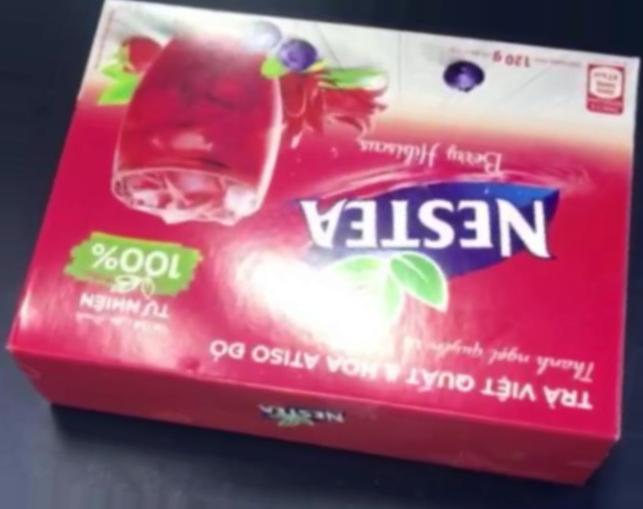 TRÀ VIỆT QUẤT & HOA ATISO ĐỎ
Thanh ngọt quyến
TỰ NHIÊN
100%
NESTEA
Berry Hibiscus
120 g
NESTEA